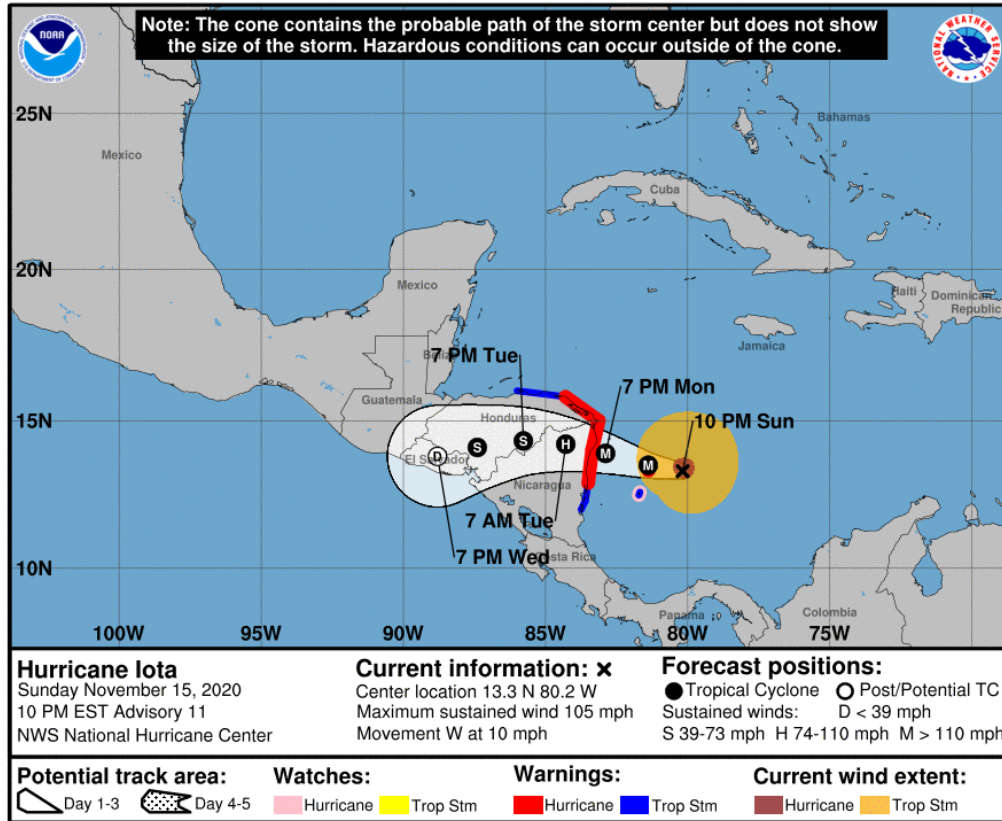 Note: The cone contains the probable path of the storm center but does not show
the size of the storm. Hazardous conditions can occur outside of the cone.
NOAA
NATIONAL WEATHER SERVICE
25N
20N
15N
10N
Mexico
Bahamas
Cuba
Mexico
Haiti
Dominican
Republic
Jamaica
7 PM Tue
7 PM Mon
Guatemala
Honduras
10 PM Sun
M
M
H
S
S
D
El Salvador
Nicaragua
7 AM Tue
7 PM Wed
Costa Rica
Panama
Colombia
100W 95W 90W 85W 80W 75W
Hurricane Iota
Sunday November 15, 2020
10 PM EST Advisory 11
NWS National Hurricane Center
Current information: ×
Center location 13.3 N 80.2 W
Maximum sustained wind 105 mph
Movement W at 10 mph
Forecast positions:
Tropical Cyclone Post/Potential TC
Sustained winds: D < 39 mph
S 39-73 mph H 74-110 mph M > 110 mph
Potential track area:
Day 1-3 Day 4-5
Watches:
Hurricane Trop Stm
Warnings:
Hurricane Trop Stm
Current wind extent:
Hurricane Trop Stm